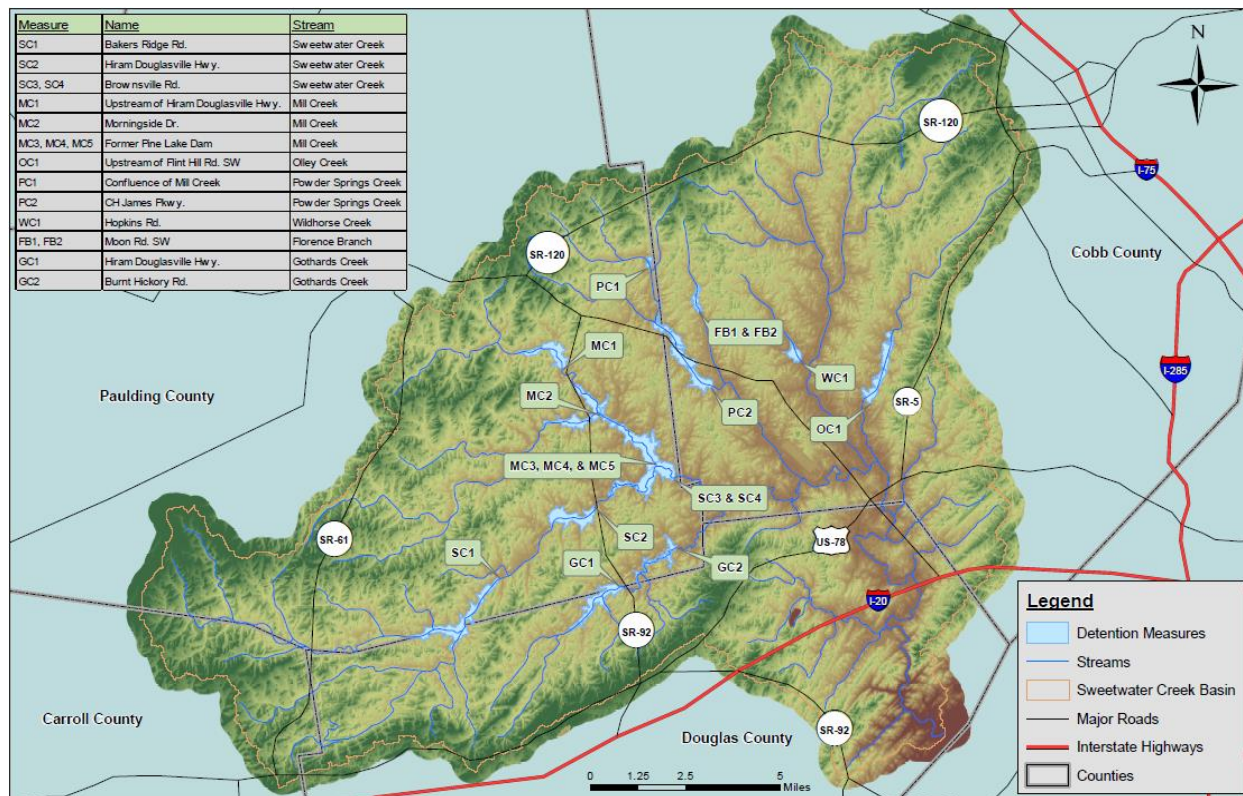 Measure Name Stream
SC1 Bakers Ridge Rd. Sweetwater Creek
SC2 Hiram Douglasville Hwy. Sweetwater Creek
SC3, SC4 Brownsville Rd. Sweetwater Creek
MC1 Upstream of Hiram Douglasville Hwy. Mill Creek
MC2 Morningside Dr. Mill Creek
MC3, MC4, MC5 Former Pine Lake Dam Mill Creek
OC1 Upstream of Flint Hill Rd. SW Olley Creek
PC1 Confluence of Mill Creek Powder Springs Creek
PC2 CH James Pkwy. Powder Springs Creek
WC1 Hopkins Rd. Wildhorse Creek
FB1, FB2 Moon Rd. SW Florence Branch
GC1 Hiram Douglasville Hwy. Gothards Creek
GC2 Burnt Hickory Rd. Gothards Creek
N
SR-120
I-75
Cobb County
SR-120
PC1
FB1 & FB2
MC1
WC1
I-285
Paulding County
MC2
PC2
SR-5
OC1
MC3, MC4, & MC5
SC3 & SC4
SR-61
SC2
US-78
SC1
GC1
GC2
I-20
SR-92
Carroll County
Douglas County
SR-92
0 1.25 2.5 5
Miles
Legend
Detention Measures
Streams
Sweetwater Creek Basin
Major Roads
Interstate Highways
Counties